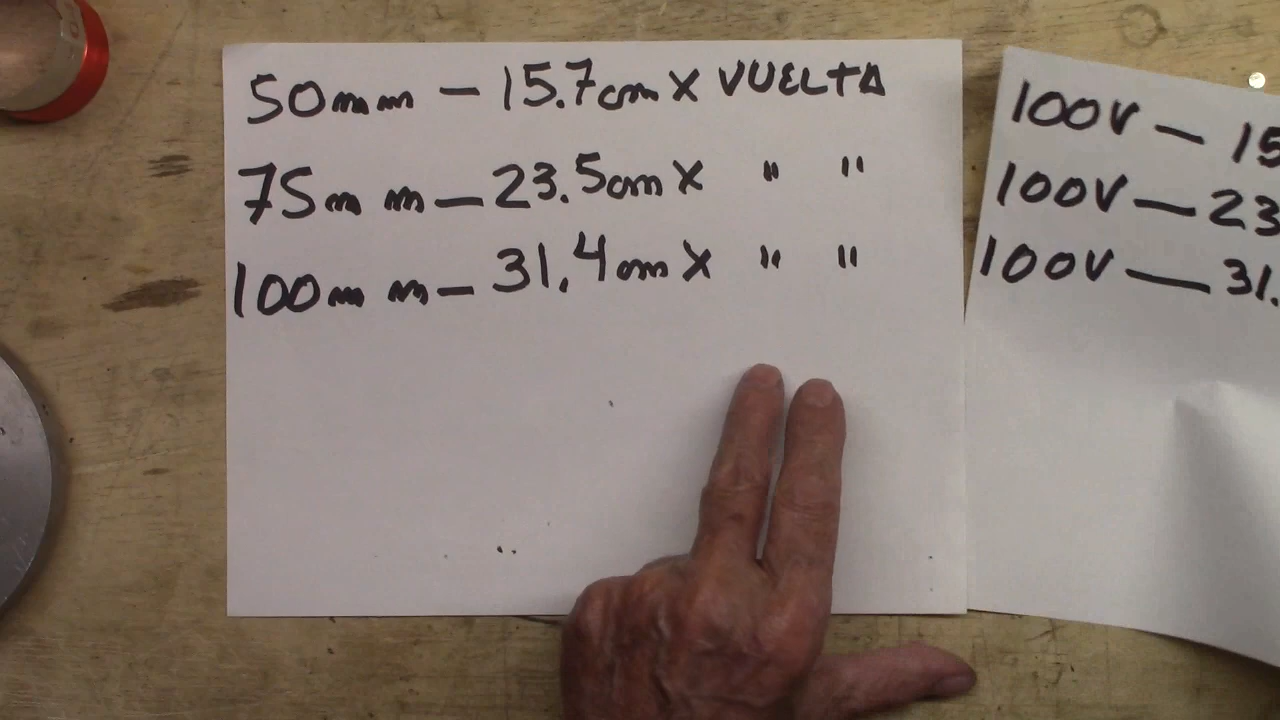 50mm — 15.7cm X VUELTA
75mm — 23.5cm X " "
100mm — 31.4cm X " "
100V — 15
100V — 23
100V — 31.